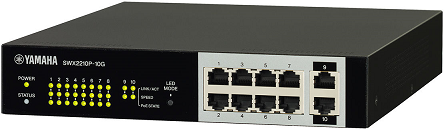 YAMAHA SWX2210P-10G
POWER
STATUS
1 2 3 4 5 6 7 8 9 10
LINK / ACT
SPEED
PoE STATE
LED
MODE
1 3 5 7 9
2 4 6 8 10